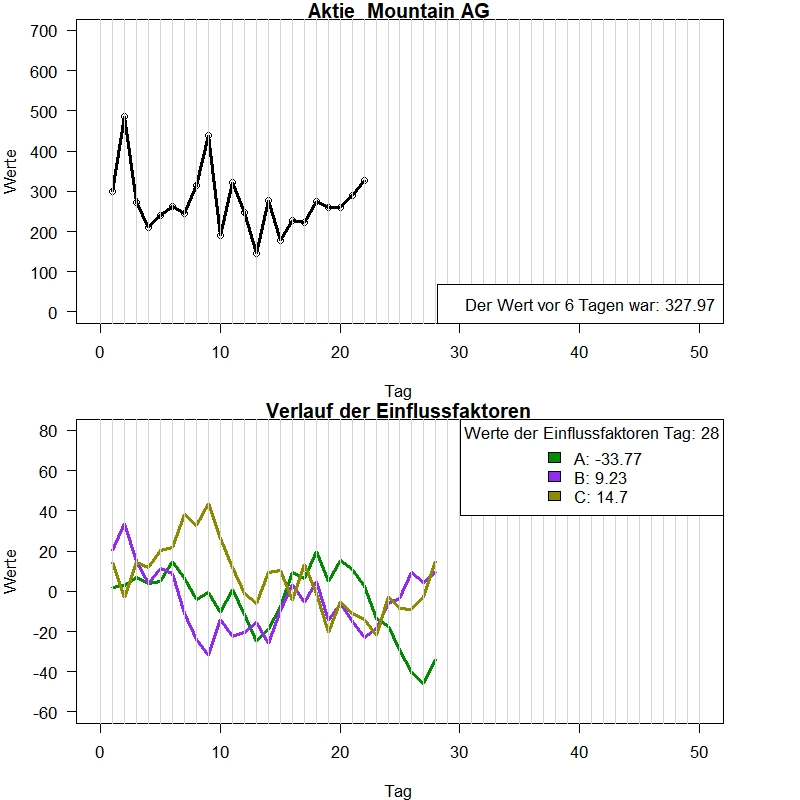 Aktie  Mountain AG
Werte
700
600
500
400
300
200
100
0
Der Wert vor 6 Tagen war: 327.97
0 10 20 30 40 50
Tag
Verlauf der Einflussfaktoren
Werte
80
60
40
20
0
-20
-40
-60
Werte der Einflussfaktoren Tag: 28
A: -33.77
B: 9.23
C: 14.7
0 10 20 30 40 50
Tag